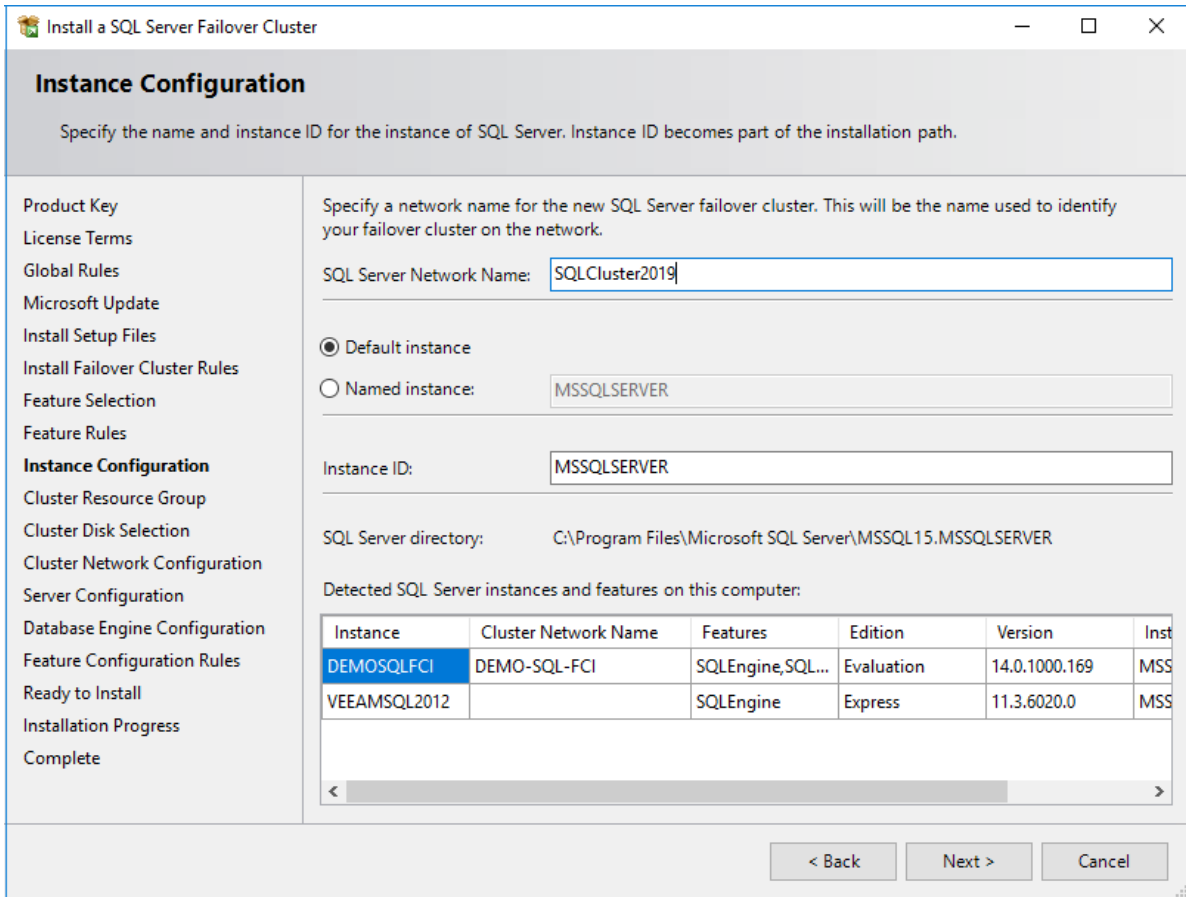 Install a SQL Server Failover Cluster
Instance Configuration
Specify the name and instance ID for the instance of SQL Server. Instance ID becomes part of the installation path.
Product Key
License Terms
Global Rules
Microsoft Update
Install Setup Files
Install Failover Cluster Rules
Feature Selection
Feature Rules
Instance Configuration
Cluster Resource Group
Cluster Disk Selection
Cluster Network Configuration
Server Configuration
Database Engine Configuration
Feature Configuration Rules
Ready to Install
Installation Progress
Complete
Specify a network name for the new SQL Server failover cluster. This will be the name used to identify
your failover cluster on the network.
SQL Server Network Name: SQLCluster2019
Default instance
Named instance: MSSQLSERVER
Instance ID: MSSQLSERVER
SQL Server directory: C:\Program Files\Microsoft SQL Server\MSSQL15.MSSQLSERVER
Detected SQL Server instances and features on this computer:
Instance Cluster Network Name Features Edition Version Inst
DEMOSQLFCI DEMO-SQL-FCI SQLEngine,SQL... Evaluation 14.0.1000.169 MSS
VEEAMSQL2012 SQLEngine Express 11.3.6020.0 MSS
< Back Next > Cancel